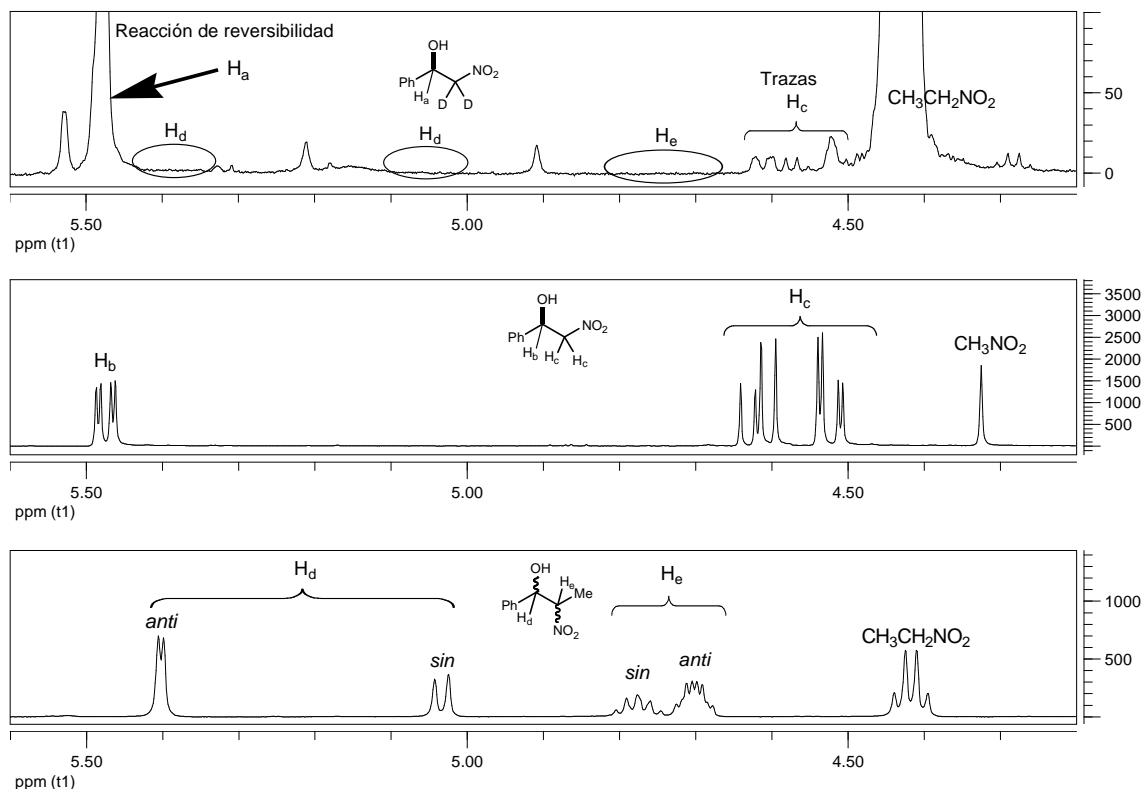 Reacción de reversibilidad
Ha
OH
Ph
NO2
Ha
D
D
Hd
Hd
He
Trazas
Hc
CH3CH2NO2
50
0
5.50
5.00
4.50
ppm (t1)
Hb
OH
Ph
NO2
Hb
Hc
Hc
Hc
CH3NO2
3500
3000
2500
2000
1500
1000
500
5.50
5.00
4.50
ppm (t1)
Hd
anti
sin
OH
He
Ph
Me
Hd
NO2
He
sin
anti
CH3CH2NO2
1000
500
5.50
5.00
4.50
ppm (t1)